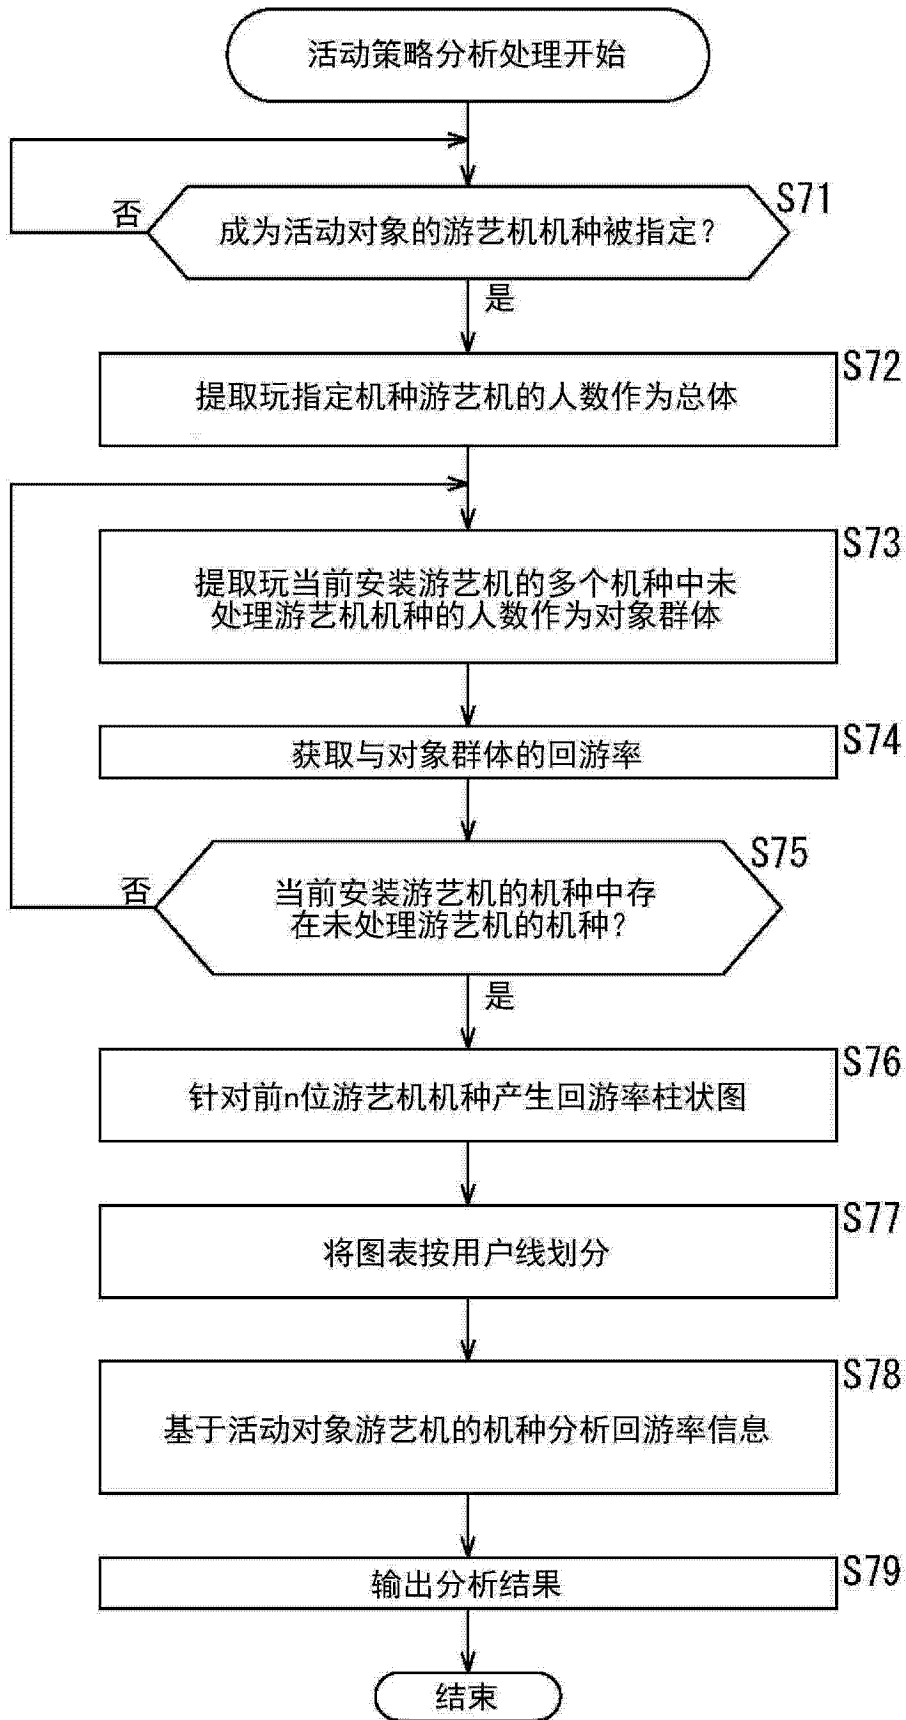 活动策略分析处理开始
S71
否
成为活动对象的游艺机机种被指定?
是
S72
提取玩指定机种游艺机的人数作为总体
S73
提取玩当前安装游艺机的多个机种中未
处理游艺机机种的人数作为对象群体
S74
获取与对象群体的回游率
S75
否
当前安装游艺机的机种中存
在未处理游艺机的机种?
是
S76
针对前n位游艺机机种产生回游率柱状图
S77
将图表按用户线划分
S78
基于活动对象游艺机的机种分析回游率信息
S79
输出分析结果
结束